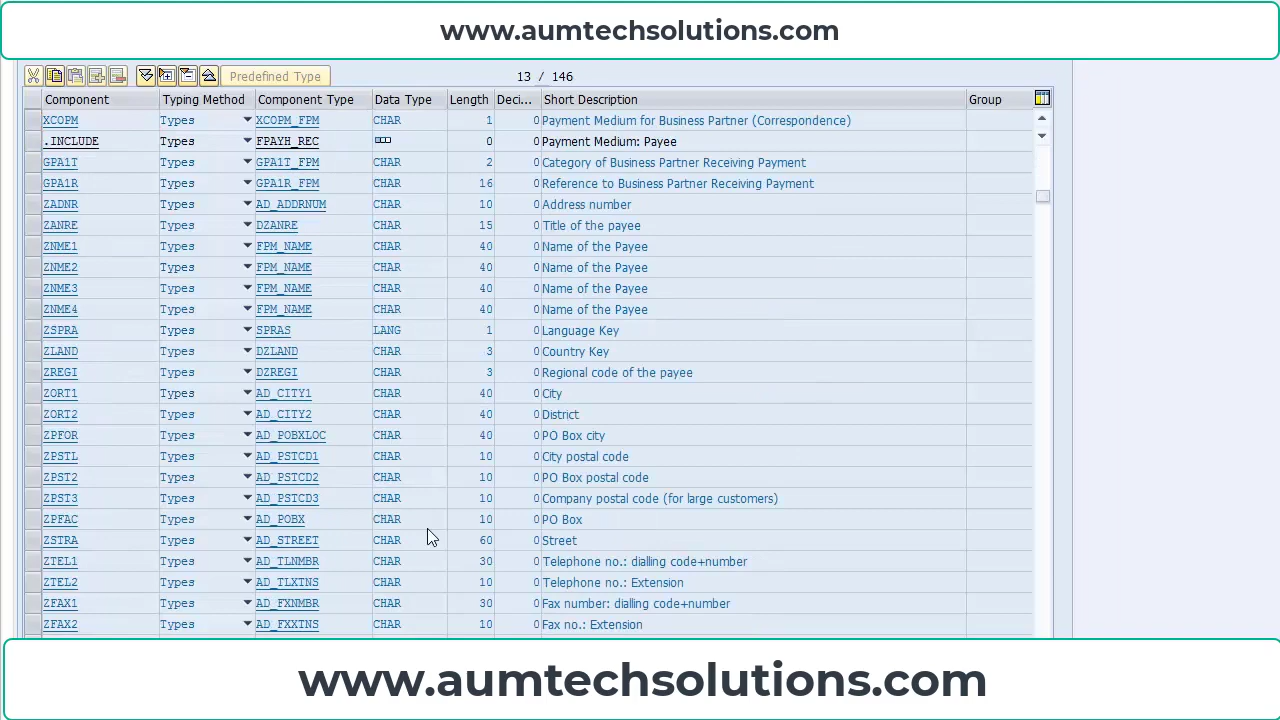 www.aumtechsolutions.com
Predefined Type 13 / 146
Component Typing Method Component Type Data Type Length Deci... Short Description Group
XCOPM Types XCOPM_FPM CHAR 1 0 Payment Medium for Business Partner (Correspondence)
.INCLUDE Types FPAYH_REC 0 0 Payment Medium: Payee
GPA1T Types GPA1T_FPM CHAR 2 0 Category of Business Partner Receiving Payment
GPA1R Types GPA1R_FPM CHAR 16 0 Reference to Business Partner Receiving Payment
ZADNR Types AD_ADDRNUM CHAR 10 0 Address number
ZANRE Types DZANRE CHAR 15 0 Title of the payee
ZNME1 Types FPM_NAME CHAR 40 0 Name of the Payee
ZNME2 Types FPM_NAME CHAR 40 0 Name of the Payee
ZNME3 Types FPM_NAME CHAR 40 0 Name of the Payee
ZNME4 Types FPM_NAME CHAR 40 0 Name of the Payee
ZSPRA Types SPRAS LANG 1 0 Language Key
ZLAND Types DZLAND CHAR 3 0 Country Key
ZREGI Types DZREGI CHAR 3 0 Regional code of the payee
ZORT1 Types AD_CITY1 CHAR 40 0 City
ZORT2 Types AD_CITY2 CHAR 40 0 District
ZPFOR Types AD_POBXLOC CHAR 40 0 PO Box city
ZPSTL Types AD_PSTCD1 CHAR 10 0 City postal code
ZPST2 Types AD_PSTCD2 CHAR 10 0 PO Box postal code
ZPST3 Types AD_PSTCD3 CHAR 10 0 Company postal code (for large customers)
ZPFAC Types AD_POBX CHAR 10 0 PO Box
ZSTRA Types AD_STREET CHAR 60 0 Street
ZTEL1 Types AD_TLNMBR CHAR 30 0 Telephone no.: dialling code+number
ZTEL2 Types AD_TLXTNS CHAR 10 0 Telephone no.: Extension
ZFAX1 Types AD_FXNMBR CHAR 30 0 Fax number: dialling code+number
ZFAX2 Types AD_FXXTNS CHAR 10 0 Fax no.: Extension
www.aumtechsolutions.com